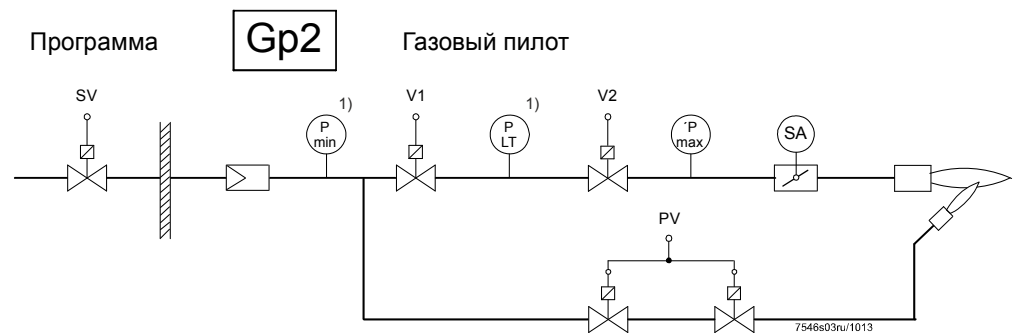 Программа Gp2 Газовый пилот
SV 1) V1 1) V2
P min P LT ´P max SA
PV
7546s03ru/1013